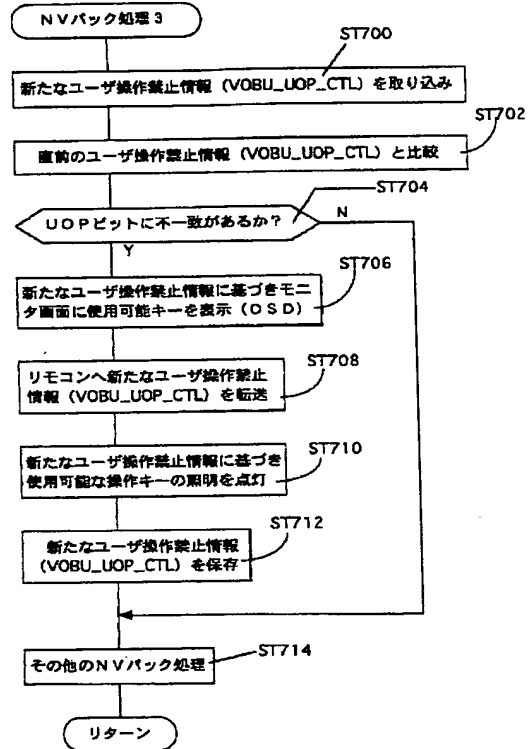 NVパック処理3
ST700
新たなユーザ操作禁止情報（VOBU_UOP_CTL）を取り込み
ST702
直前のユーザ操作禁止情報（VOBU_UOP_CTL）と比較
ST704
UOPビットに不一致があるか？
N
Y
ST706
新たなユーザ操作禁止情報に基づきモニ
タ画面に使用可能キーを表示（OSD）
ST708
リモコンへ新たなユーザ操作禁止
情報（VOBU_UOP_CTL）を転送
ST710
新たなユーザ操作禁止情報に基づき
使用可能な操作キーの照明を点灯
ST712
新たなユーザ操作禁止情報
（VOBU_UOP_CTL）を保存
その他のNVパック処理
ST714
リターン